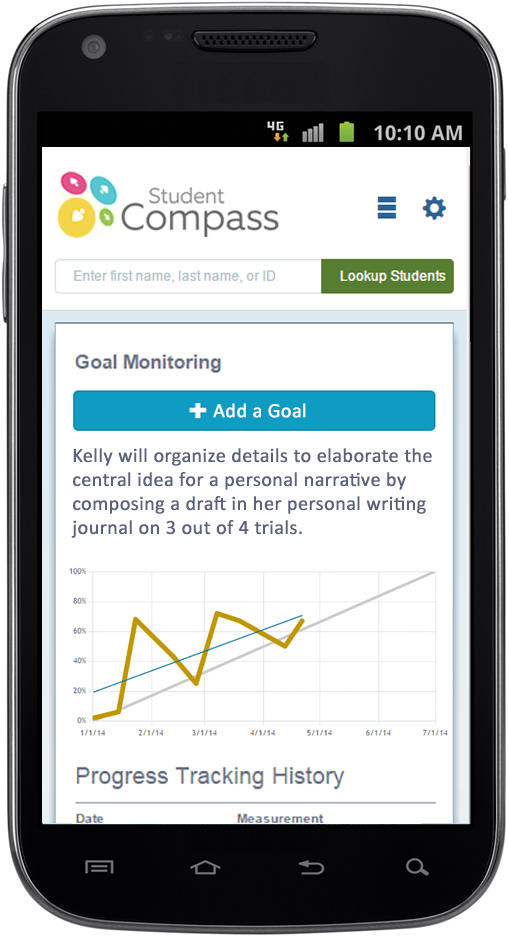 4G
10:10 AM
Student
Compass
Enter first name, last name, or ID
Lookup Students
Goal Monitoring
+ Add a Goal
Kelly will organize details to elaborate the
central idea for a personal narrative by
composing a draft in her personal writing
journal on 3 out of 4 trials.
100%
80%
60%
40%
20%
0%
1/1/14 2/1/14 3/1/14 4/1/14 5/1/14 6/1/14 7/1/14
Progress Tracking History
Date Measurement